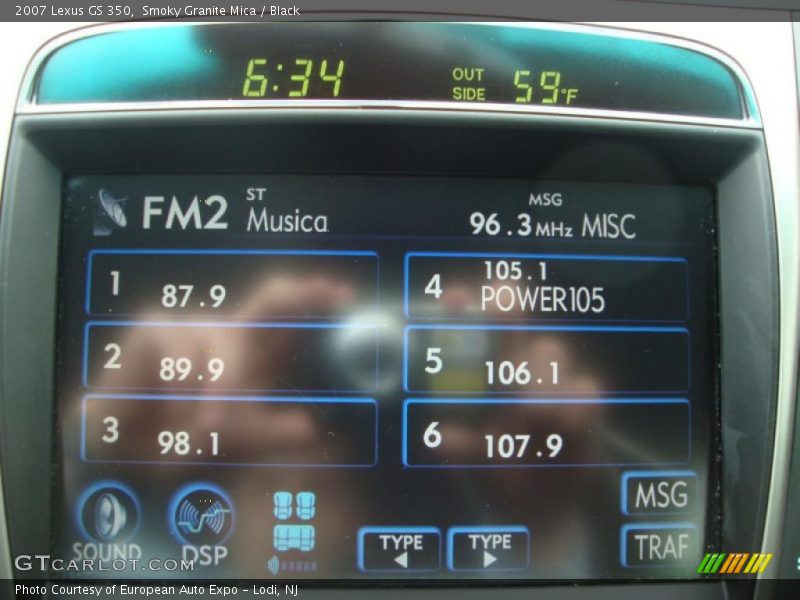 2007 Lexus GS 350,  Smoky Granite Mica / Black
6:34 OUT SIDE 59°F
FM2 ST Musica MSG 96.3 MHz MISC
1 87.9
4 105.1 POWER105
2 89.9
5 106.1
3 98.1
6 107.9
MSG
SOUND DSP TYPE TYPE TRAF
GTCARLOT.COM
Photo Courtesy of European Auto Expo - Lodi, NJ